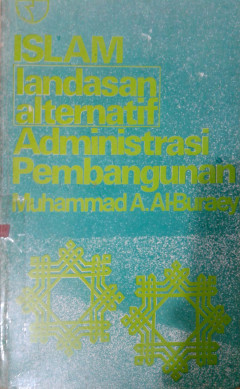 ISLAM
landasan
alternatif
Administrasi
Pembangunan
Muhammad A. Al-Buraey